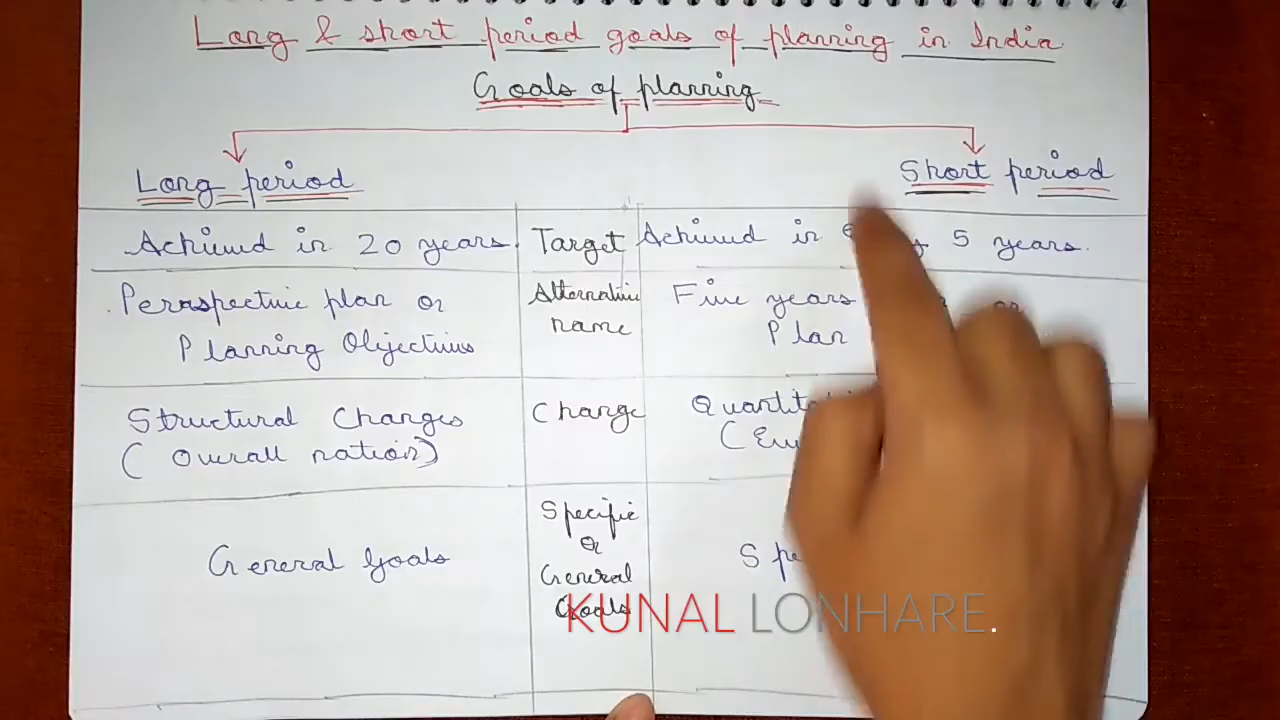 Long & short period goals of planning in India
Goals of planning
Long period
Short period
Achieved in 20 years.
Target
Achieved in
5 years.
Perspective plan or
Planning Objectives
Alternative
name
Five years
or
Plan
Structural Changes
(Overall nation)
Change
General Goals
Specific
or
General
Goals
KUNAL LONHARE.